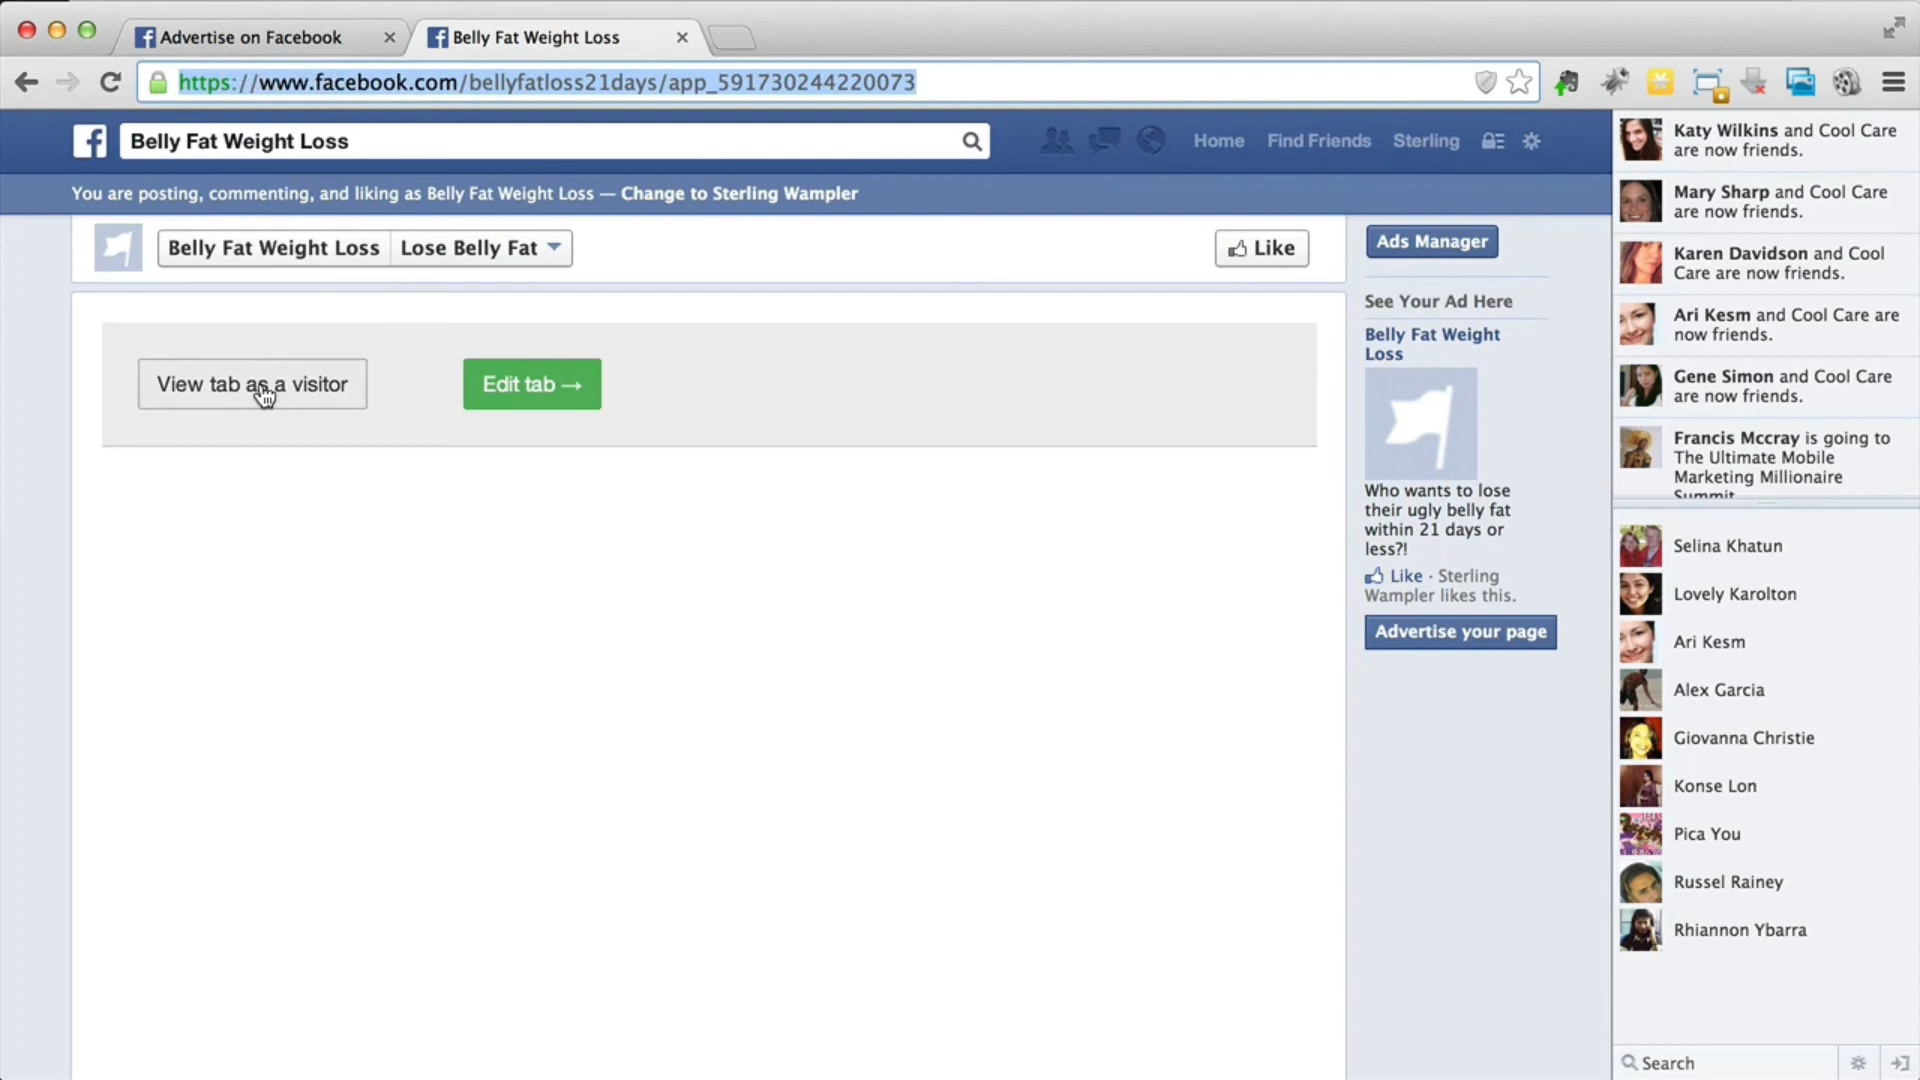 Advertise on Facebook
Belly Fat Weight Loss
https://www.facebook.com/bellyfatloss21days/app_591730244220073
Belly Fat Weight Loss
Home
Find Friends
Sterling
You are posting, commenting, and liking as Belly Fat Weight Loss — Change to Sterling Wampler
Belly Fat Weight Loss
Lose Belly Fat
Like
View tab as a visitor
Edit tab →
Ads Manager
See Your Ad Here
Belly Fat Weight
Loss
Who wants to lose
their ugly belly fat
within 21 days or
less?!
Like · Sterling
Wampler likes this.
Advertise your page
Katy Wilkins and Cool Care
are now friends.
Mary Sharp and Cool Care
are now friends.
Karen Davidson and Cool
Care are now friends.
Ari Kesm and Cool Care are
now friends.
Gene Simon and Cool Care
are now friends.
Francis Mccray is going to
The Ultimate Mobile
Marketing Millionaire
Summit
Selina Khatun
Lovely Karolton
Ari Kesm
Alex Garcia
Giovanna Christie
Konse Lon
Pica You
Russel Rainey
Rhiannon Ybarra
Search